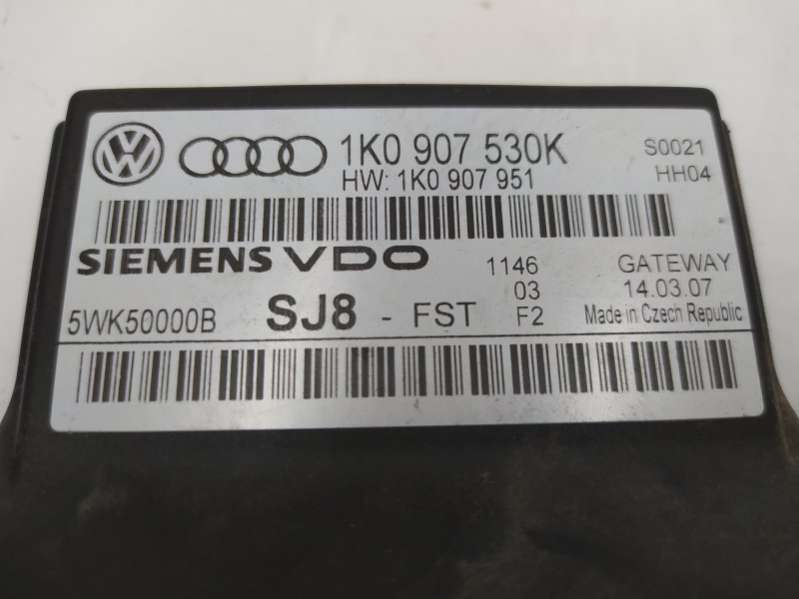 1K0 907 530K S0021
HW: 1K0 907 951 HH04
SIEMENS VDO 1146 GATEWAY
03 14.03.07
5WK50000B SJ8 - FST F2 Made in Czech Republic